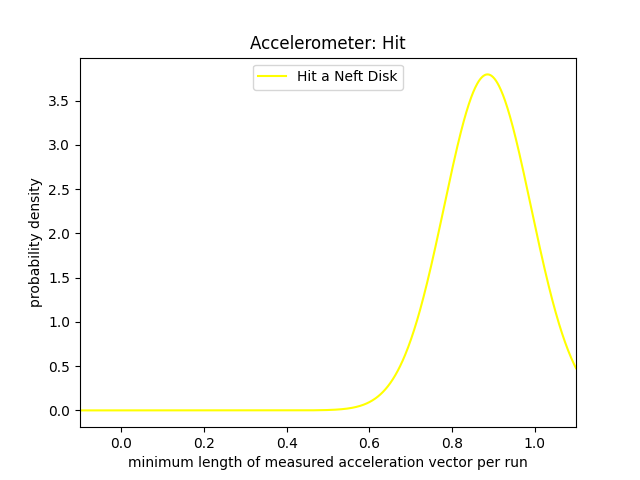 Accelerometer: Hit
Hit a Neft Disk
probability density
3.5
3.0
2.5
2.0
1.5
1.0
0.5
0.0
0.0 0.2 0.4 0.6 0.8 1.0
minimum length of measured acceleration vector per run